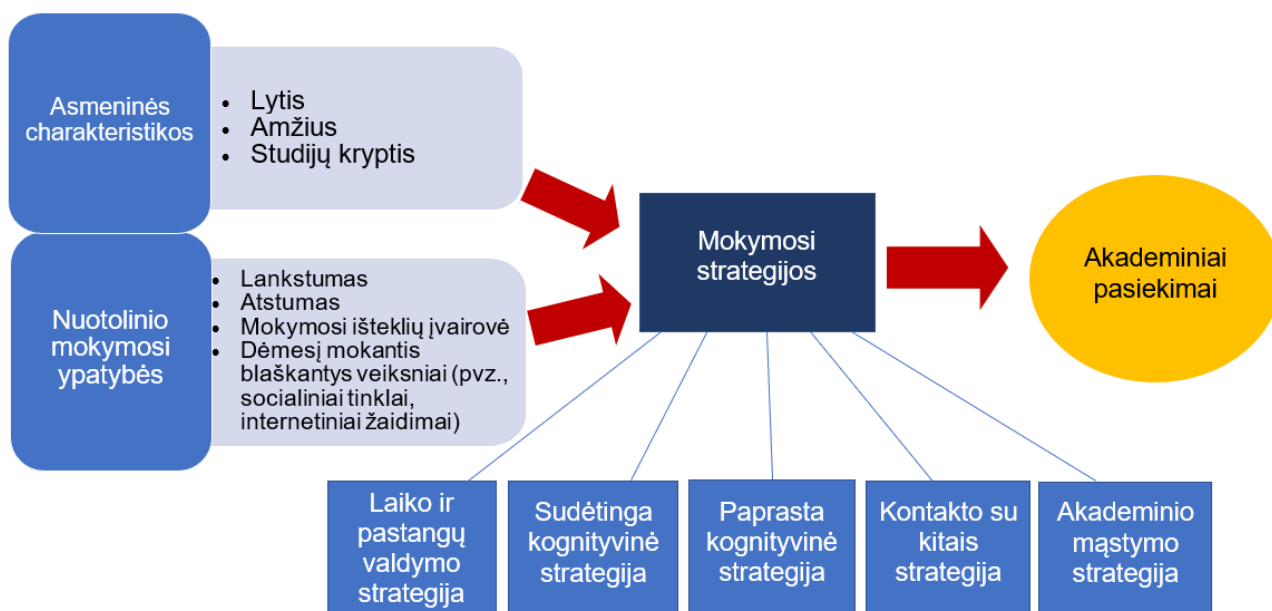 Asmeninės
charakteristikos
• Lytis
• Amžius
• Studijų kryptis
Nuotolinio
mokymosi
ypatybės
• Lankstumas
• Atstumas
• Mokymosi išteklių įvairovė
• Dėmesį mokantis
blaškantys veiksniai (pvz.,
socialiniai tinklai,
internetiniai žaidimai)
Mokymosi
strategijos
Akademiniai
pasiekimai
Laiko ir
pastangų
valdymo
strategija
Sudėtinga
kognityvinė
strategija
Paprasta
kognityvinė
strategija
Kontakto su
kitais
strategija
Akademinio
mąstymo
strategija